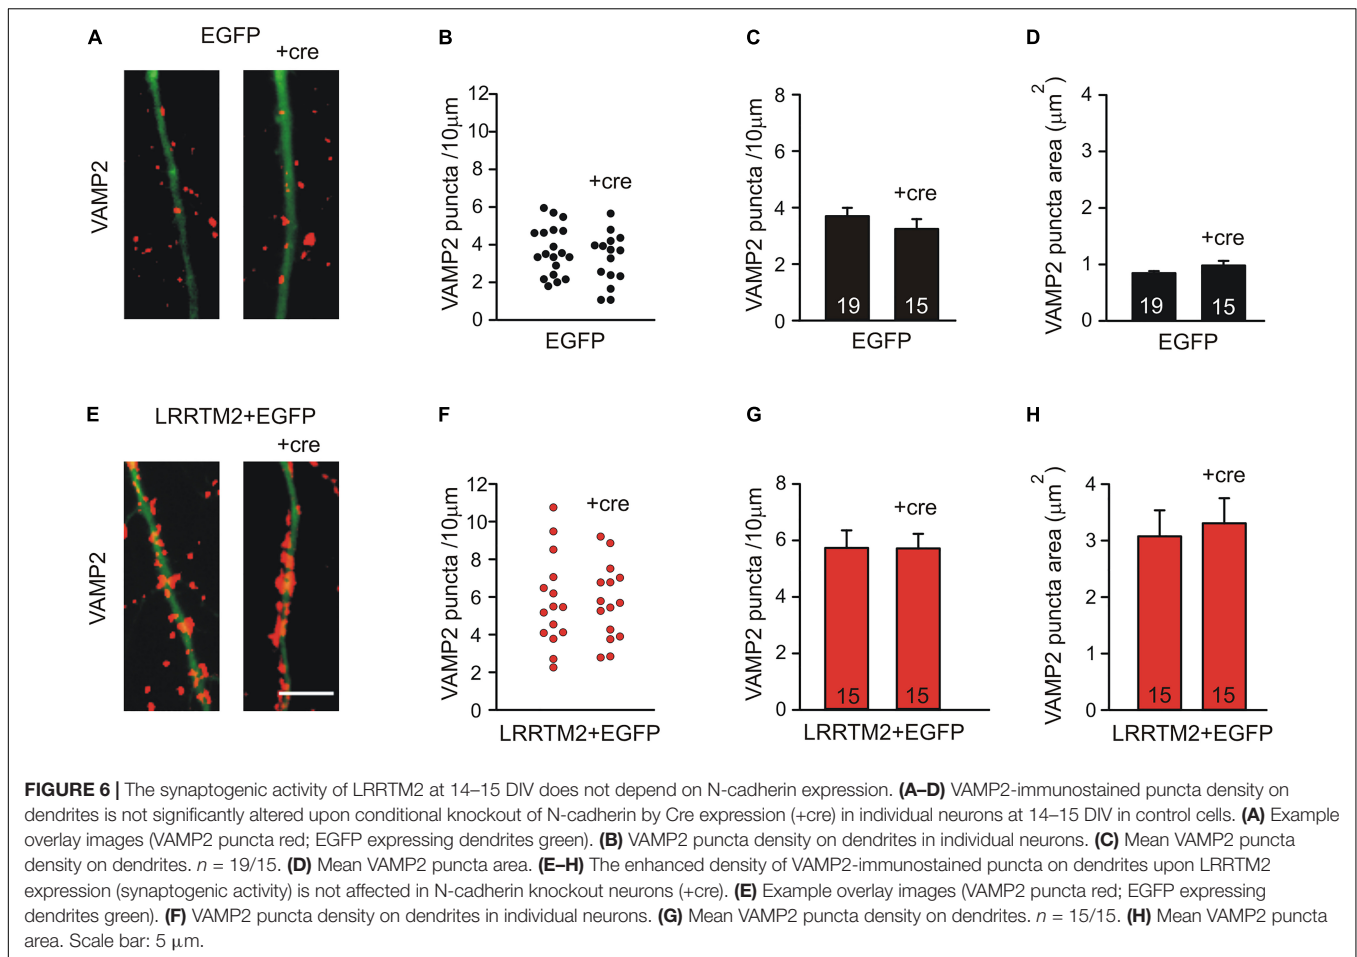 A
EGFP
+cre
VAMP2
B
VAMP2 puncta /10µm
12
10
8
6
4
2
0
+cre
EGFP
C
VAMP2 puncta /10µm
8
6
4
2
0
+cre
19
15
EGFP
D
VAMP2 puncta area (µm²)
4
3
2
1
0
+cre
19
15
EGFP
E
LRRTM2+EGFP
+cre
VAMP2
F
VAMP2 puncta /10µm
12
10
8
6
4
2
0
+cre
LRRTM2+EGFP
G
VAMP2 puncta /10µm
8
6
4
2
0
+cre
15
15
LRRTM2+EGFP
H
VAMP2 puncta area (µm²)
4
3
2
1
0
+cre
15
15
LRRTM2+EGFP
FIGURE 6 | The synaptogenic activity of LRRTM2 at 14–15 DIV does not depend on N-cadherin expression. (A–D) VAMP2-immunostained puncta density on
dendrites is not significantly altered upon conditional knockout of N-cadherin by Cre expression (+cre) in individual neurons at 14–15 DIV in control cells. (A) Example
overlay images (VAMP2 puncta red; EGFP expressing dendrites green). (B) VAMP2 puncta density on dendrites in individual neurons. (C) Mean VAMP2 puncta
density on dendrites. n = 19/15. (D) Mean VAMP2 puncta area. (E–H) The enhanced density of VAMP2-immunostained puncta on dendrites upon LRRTM2
expression (synaptogenic activity) is not affected in N-cadherin knockout neurons (+cre). (E) Example overlay images (VAMP2 puncta red; EGFP expressing
dendrites green). (F) VAMP2 puncta density on dendrites in individual neurons. (G) Mean VAMP2 puncta density on dendrites. n = 15/15. (H) Mean VAMP2 puncta
area. Scale bar: 5 µm.